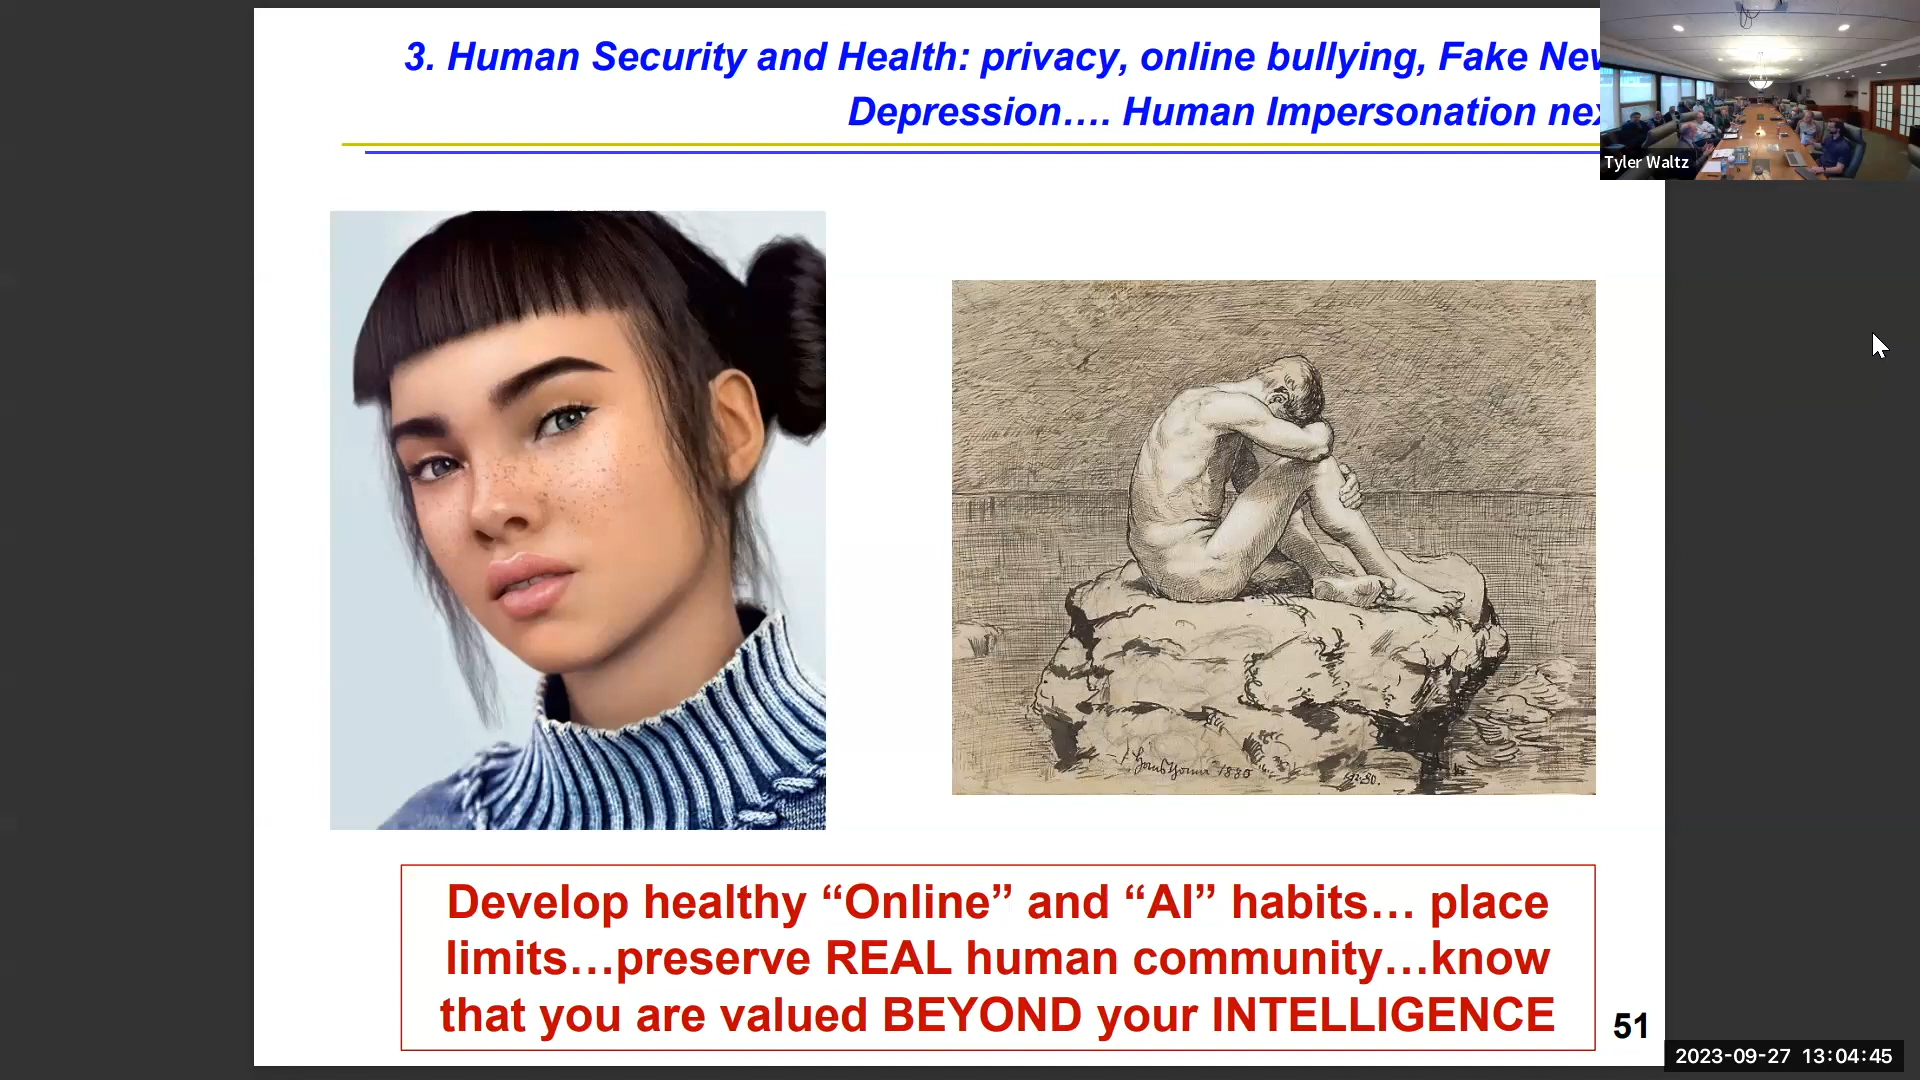 3. Human Security and Health: privacy, online bullying, Fake
Depression…. Human Impersonation
Tyler Waltz
1880
Develop healthy “Online” and “AI” habits… place
limits…preserve REAL human community…know
that you are valued BEYOND your INTELLIGENCE
51
2023-09-27 13:04:45